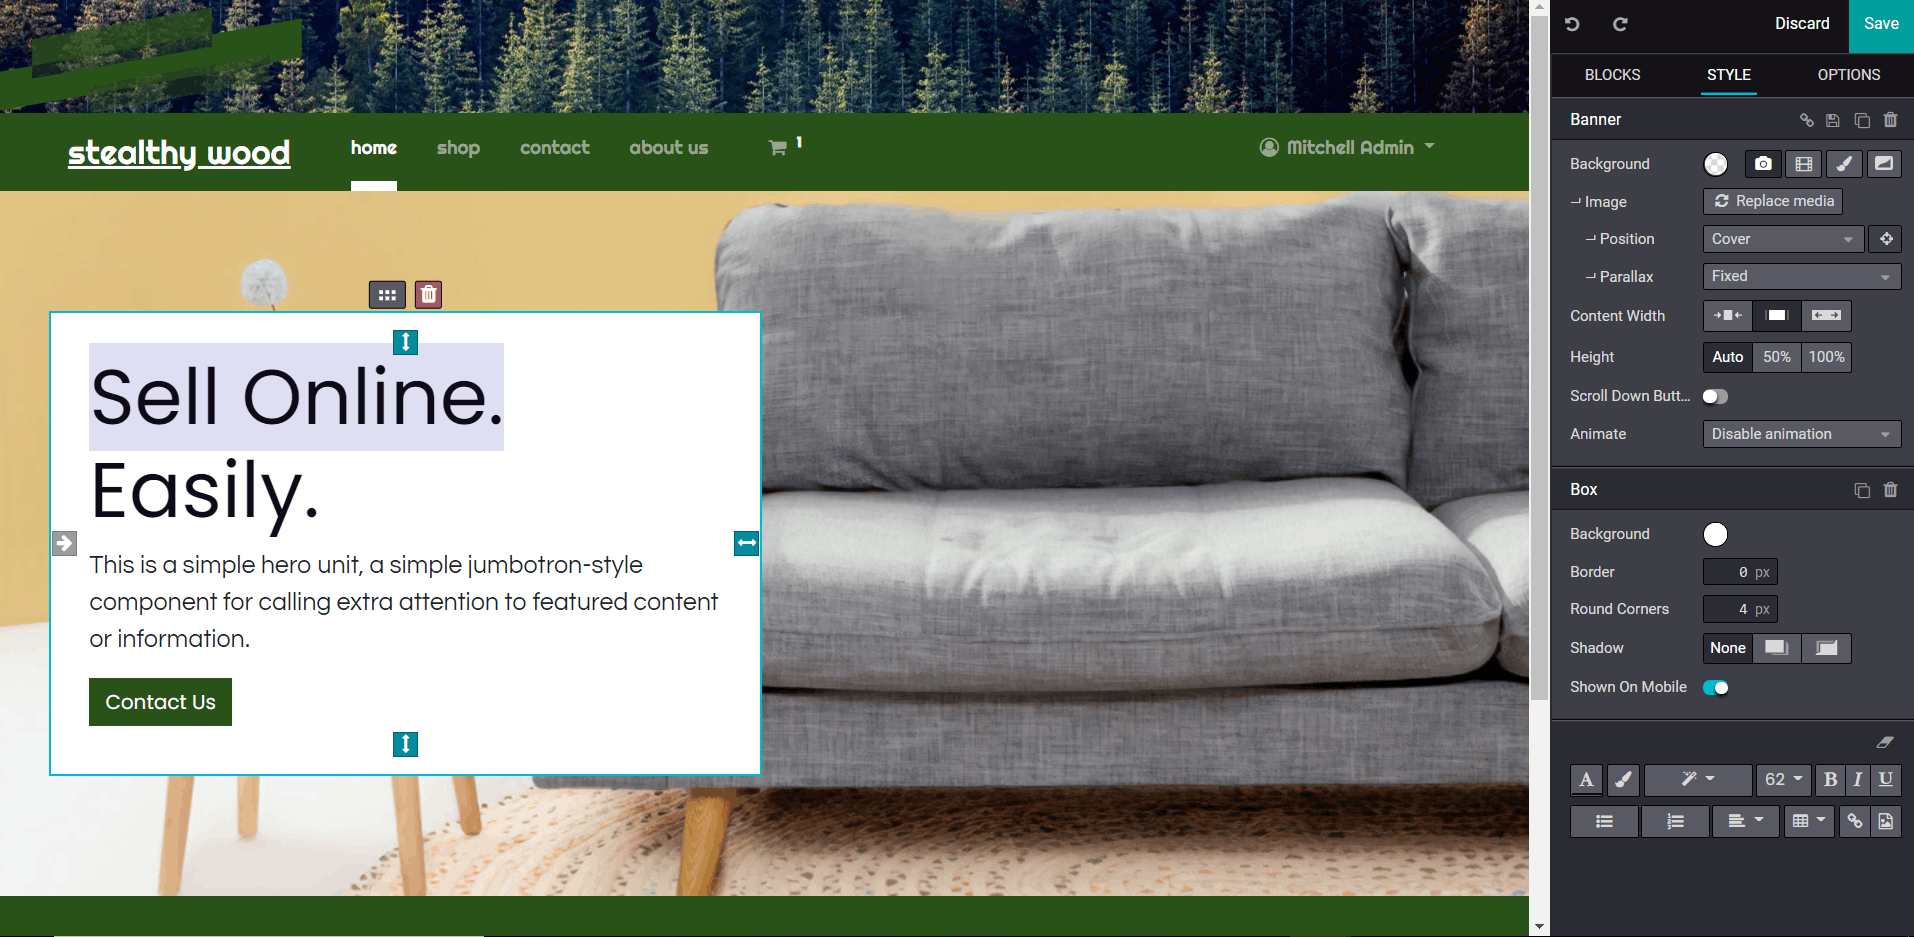 Discard
Save
BLOCKS
STYLE
OPTIONS
stealthy wood
home
shop
contact
about us
1
Mitchell Admin
Banner
Background
Image
Replace media
Position
Cover
Parallax
Fixed
Content Width
Height
Auto
50%
100%
Scroll Down Butt...
Animate
Disable animation
Sell Online.
Easily.
This is a simple hero unit, a simple jumbotron-style
component for calling extra attention to featured content
or information.
Contact Us
Box
Background
Border
0 px
Round Corners
4 px
Shadow
None
Shown On Mobile
A
62
B
I
U